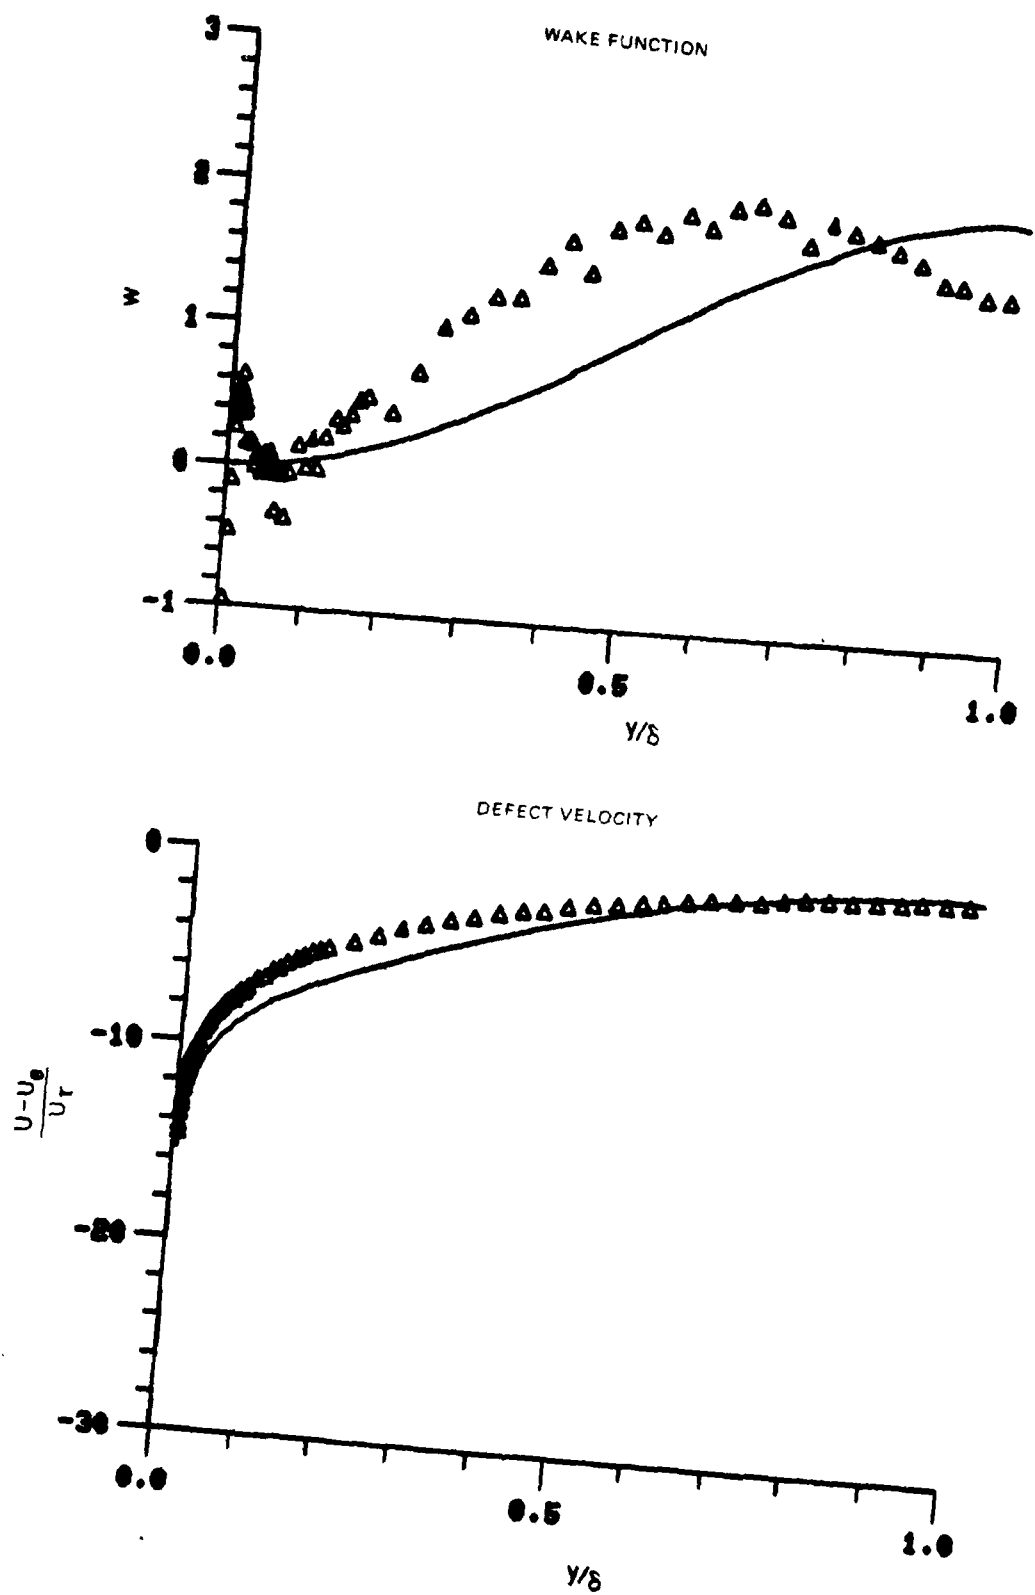 WAKE FUNCTION
3
2
1
0
-1
W
0.0
0.5
1.0
y/δ
DEFECT VELOCITY
0
-10
-20
-30
U-Ue
Uτ
0.0
0.5
1.0
y/δ